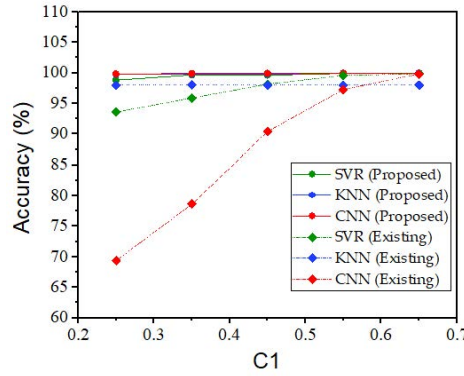 110
105
100
95
90
85
80
75
70
65
60
Accuracy (%)
SVR (Proposed)
KNN (Proposed)
CNN (Proposed)
SVR (Existing)
KNN (Existing)
CNN (Existing)
0.2 0.3 0.4 0.5 0.6 0.7
C1